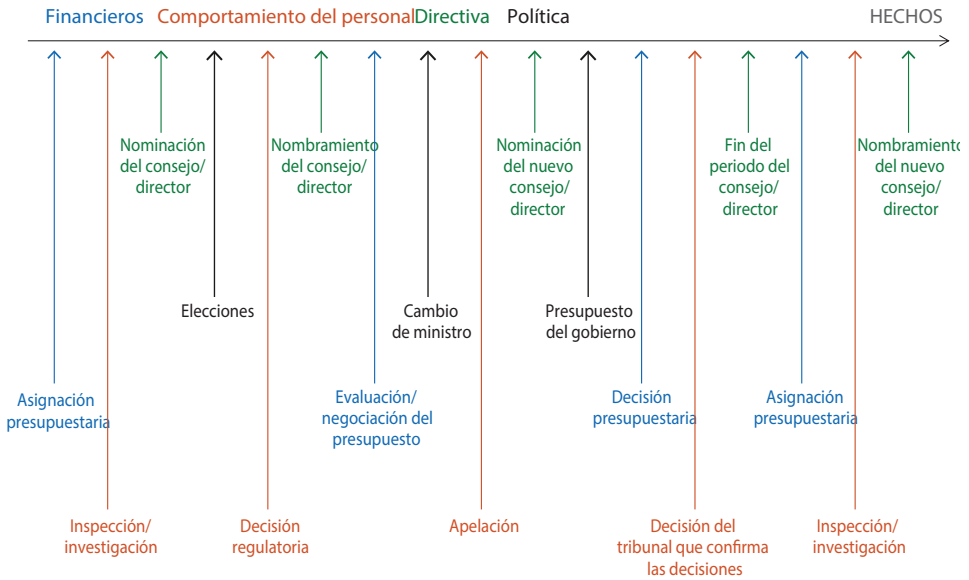 Financieros Comportamiento del personal Directiva Política HECHOS
Nominación
del consejo/
director
Nombramiento
del consejo/
director
Nominación
del nuevo
consejo/
director
Fin del
periodo del
consejo/
director
Nombramiento
del nuevo
consejo/
director
Elecciones
Cambio
de ministro
Presupuesto
del gobierno
Asignación
presupuestaria
Evaluación/
negociación del
presupuesto
Decisión
presupuestaria
Asignación
presupuestaria
Inspección/
investigación
Decisión
regulatoria
Apelación
Decisión del
tribunal que confirma
las decisiones
Inspección/
investigación